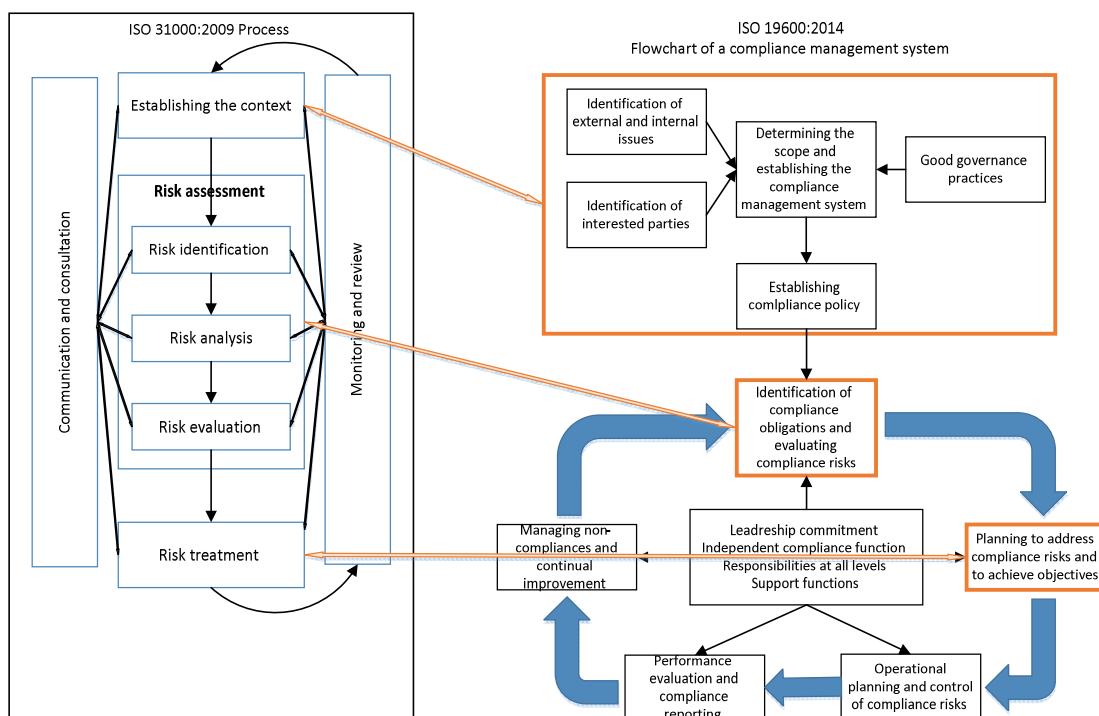 ISO 31000:2009 Process
Establishing the context
Risk assessment
Risk identification
Risk analysis
Risk evaluation
Risk treatment
Communication and consultation
Monitoring and review
ISO 19600:2014
Flowchart of a compliance management system
Identification of
external and internal
issues
Identification of
interested parties
Determining the
scope and
establishing the
compliance
management system
Good governance
practices
Establishing
comlpliance policy
Identification of
compliance
obligations and
evaluating
compliance risks
Managing non-
compliances and
continual
improvement
Leadreship commitment
Independent compliance function
Responsibilities at all levels
Support functions
Planning to address
compliance risks and
to achieve objectives
Performance
evaluation and
compliance
reporting
Operational
planning and control
of compliance risks